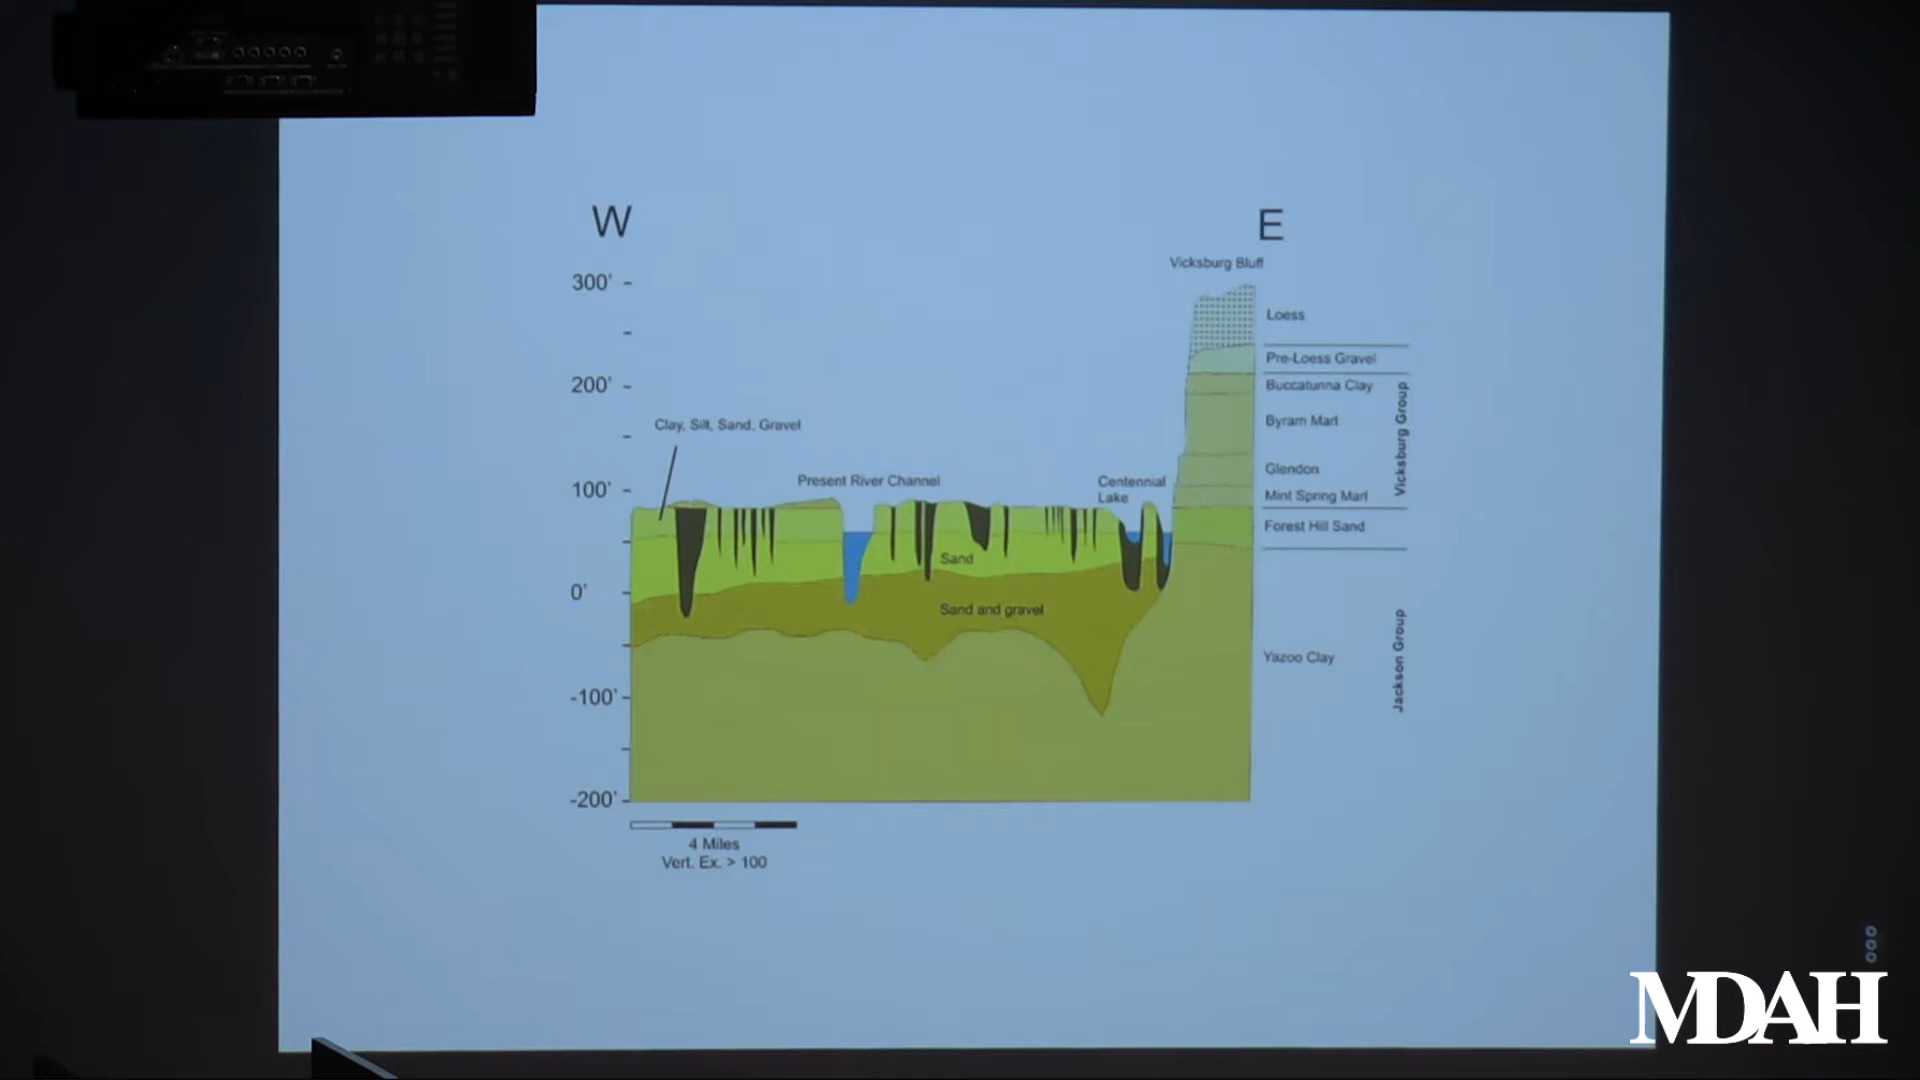 W
E
Vicksburg Bluff
300'
Loess
Pre-Loess Gravel
200'
Buccatunna Clay
Byram Marl
Vicksburg Group
Clay, Silt, Sand, Gravel
Glendon
100'
Present River Channel
Centennial
Lake
Mint Spring Marl
Forest Hill Sand
Sand
0'
Sand and gravel
Yazoo Clay
Jackson Group
-100'
-200'
4 Miles
Vert. Ex. > 100
MDAH